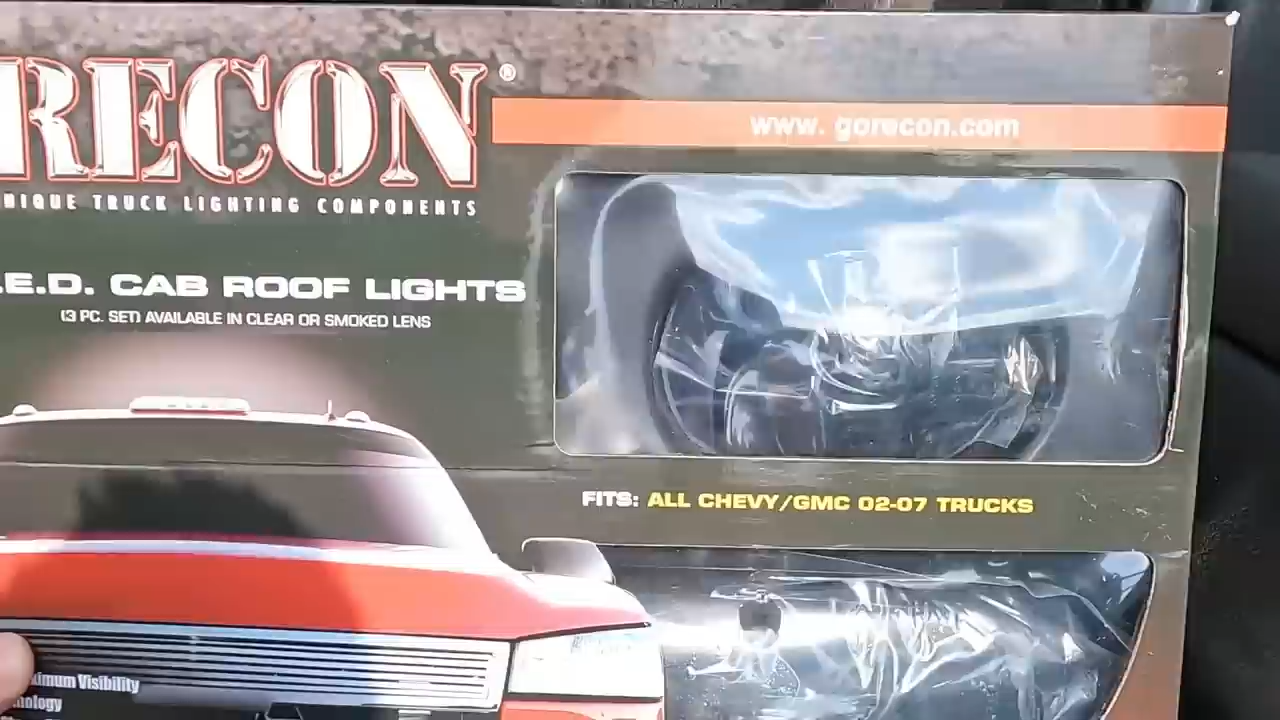 RECON®
www. gorecon.com
NIQUE TRUCK LIGHTING COMPONENTS
.E.D. CAB ROOF LIGHTS
(3 PC. SET) AVAILABLE IN CLEAR OR SMOKED LENS
FITS: ALL CHEVY/GMC 02-07 TRUCKS
ximum Visibility
nology